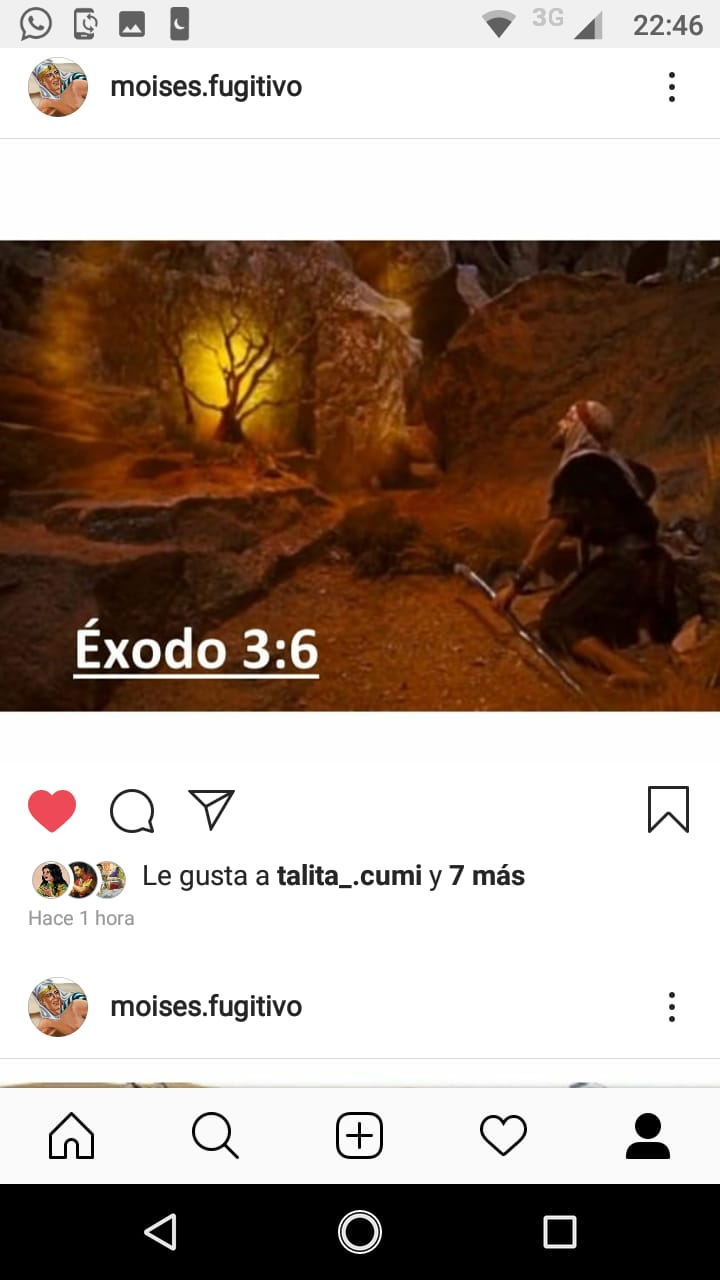 3G 22:46
moises.fugitivo
Éxodo 3:6
Le gusta a talita_.cumi y 7 más
Hace 1 hora
moises.fugitivo